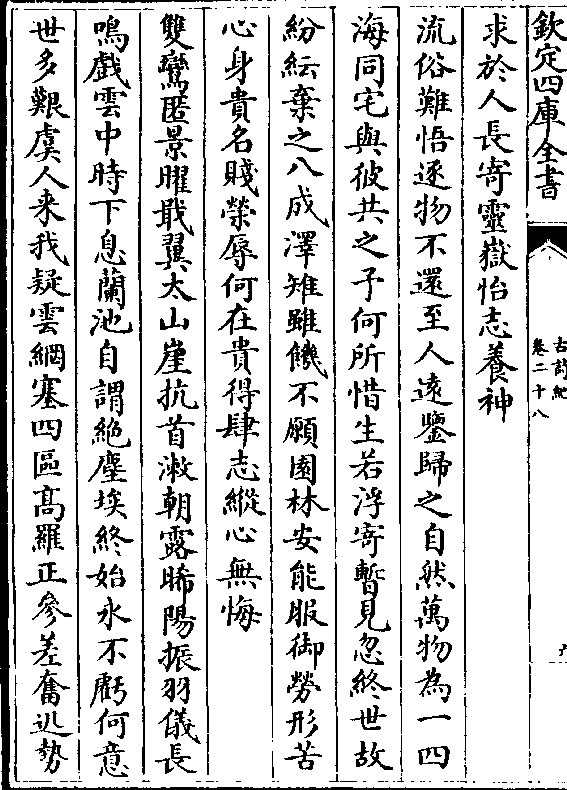 欽定四庫全書
古詩紀
卷二十八
求於人長寄靈嶽怡志養神
流俗難悟逐物不還至人遠鑒歸之自然萬物為一四
海同宅與彼共之予何所惜生若浮寄暫見忽終世故
紛紜棄之八成澤雉雖饑不願園林安能服御勞形苦
心身貴名賤榮辱何在貴得肆志縱心無悔
雙鸞匿景曜戢翼太山崖抗首漱朝露晞陽振羽儀長
鳴戲雲中時下息蘭池自謂絶塵埃終始永不虧何意
世多艱虞人来我疑雲網塞四區髙羅正參差奮迅勢